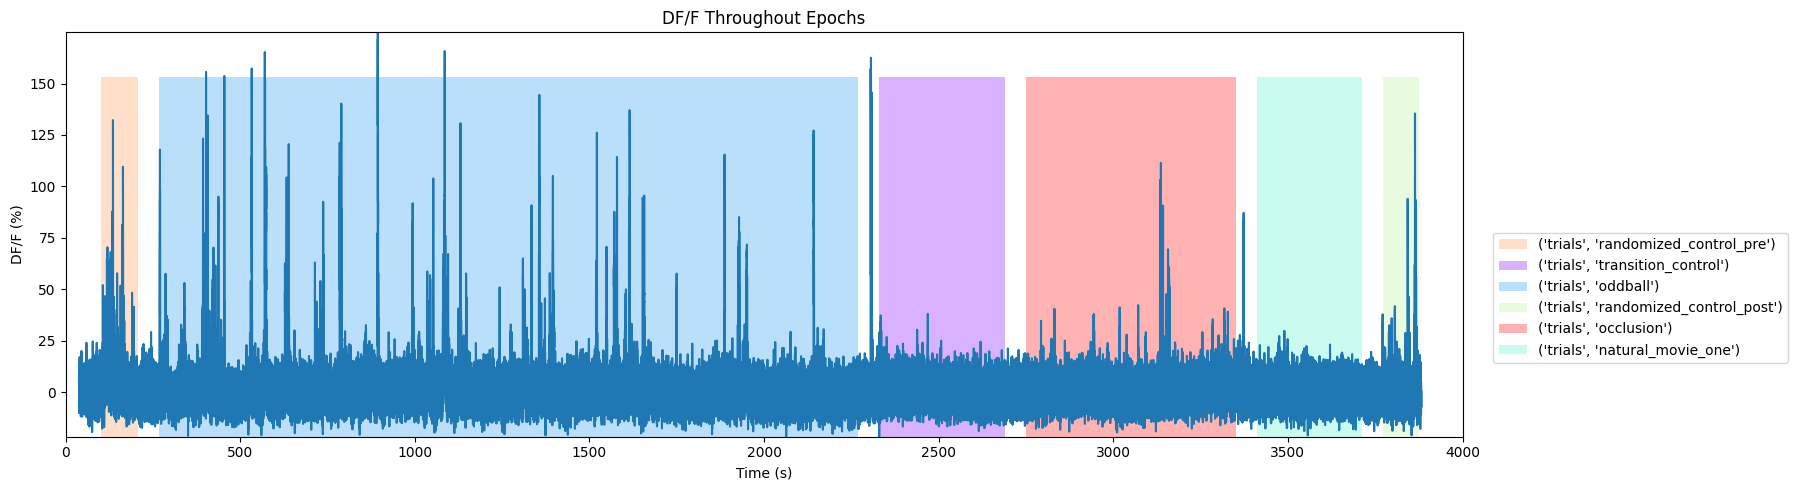 DF/F Throughout Epochs
DF/F (%)
150
125
100
75
50
25
0
0 500 1000 1500 2000 2500 3000 3500 4000
Time (s)
('trials', 'randomized_control_pre')
('trials', 'transition_control')
('trials', 'oddball')
('trials', 'randomized_control_post')
('trials', 'occlusion')
('trials', 'natural_movie_one')